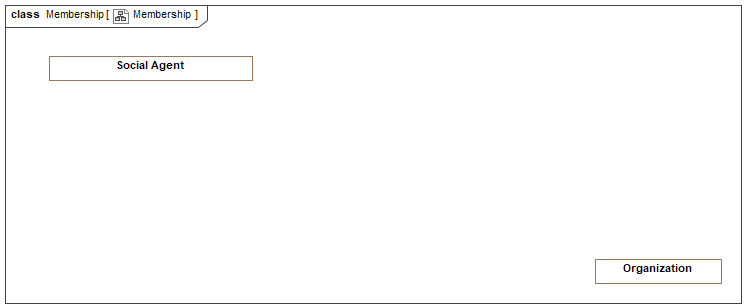 class Membership [ Membership ]
Social Agent
Organization